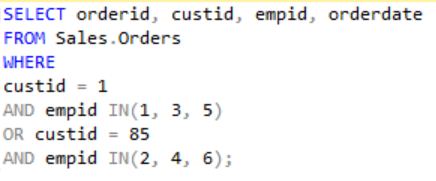 SELECT orderid, custid, empid, orderdate
FROM Sales.Orders
WHERE
custid = 1
AND empid IN(1, 3, 5)
OR custid = 85
AND empid IN(2, 4, 6);